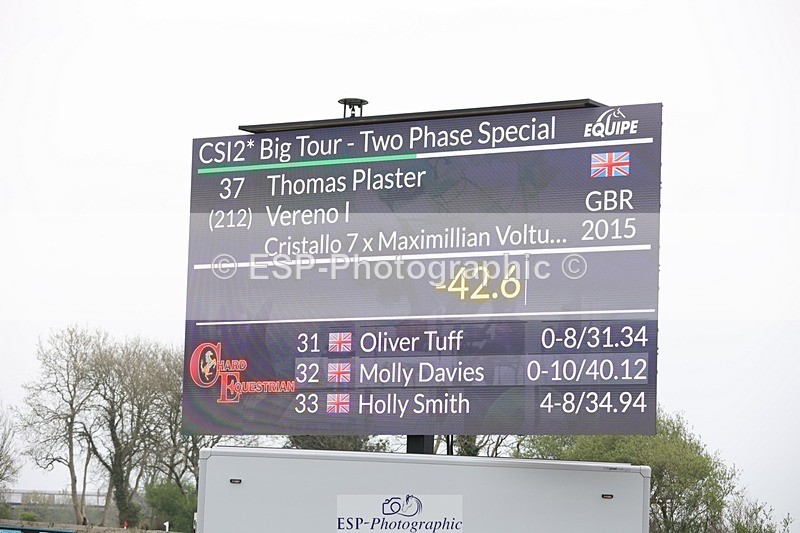 CSI2* Big Tour - Two Phase Special
EQUIPE
37 Thomas Plaster
(212) Vereno I GBR
Cristallo 7 x Maximillian Voltu... 2015
© ESP-Photographic ©
-42.6
CHARD EQUESTRIAN
31 Oliver Tuff 0-8/31.34
32 Molly Davies 0-10/40.12
33 Holly Smith 4-8/34.94
ESP-Photographic